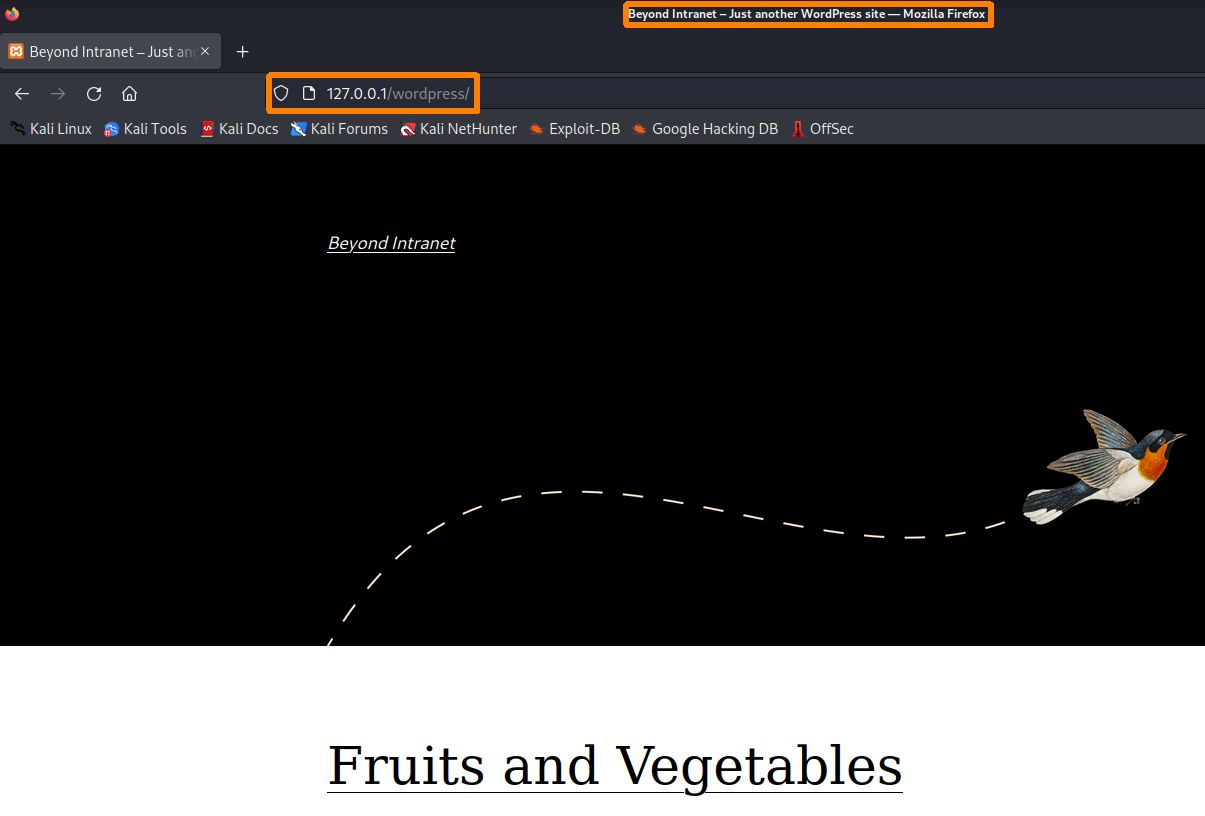 Beyond Intranet – Just another WordPress site — Mozilla Firefox
Beyond Intranet – Just an
127.0.0.1/wordpress/
Kali Linux Kali Tools Kali Docs Kali Forums Kali NetHunter Exploit-DB Google Hacking DB OffSec
Beyond Intranet
Fruits and Vegetables